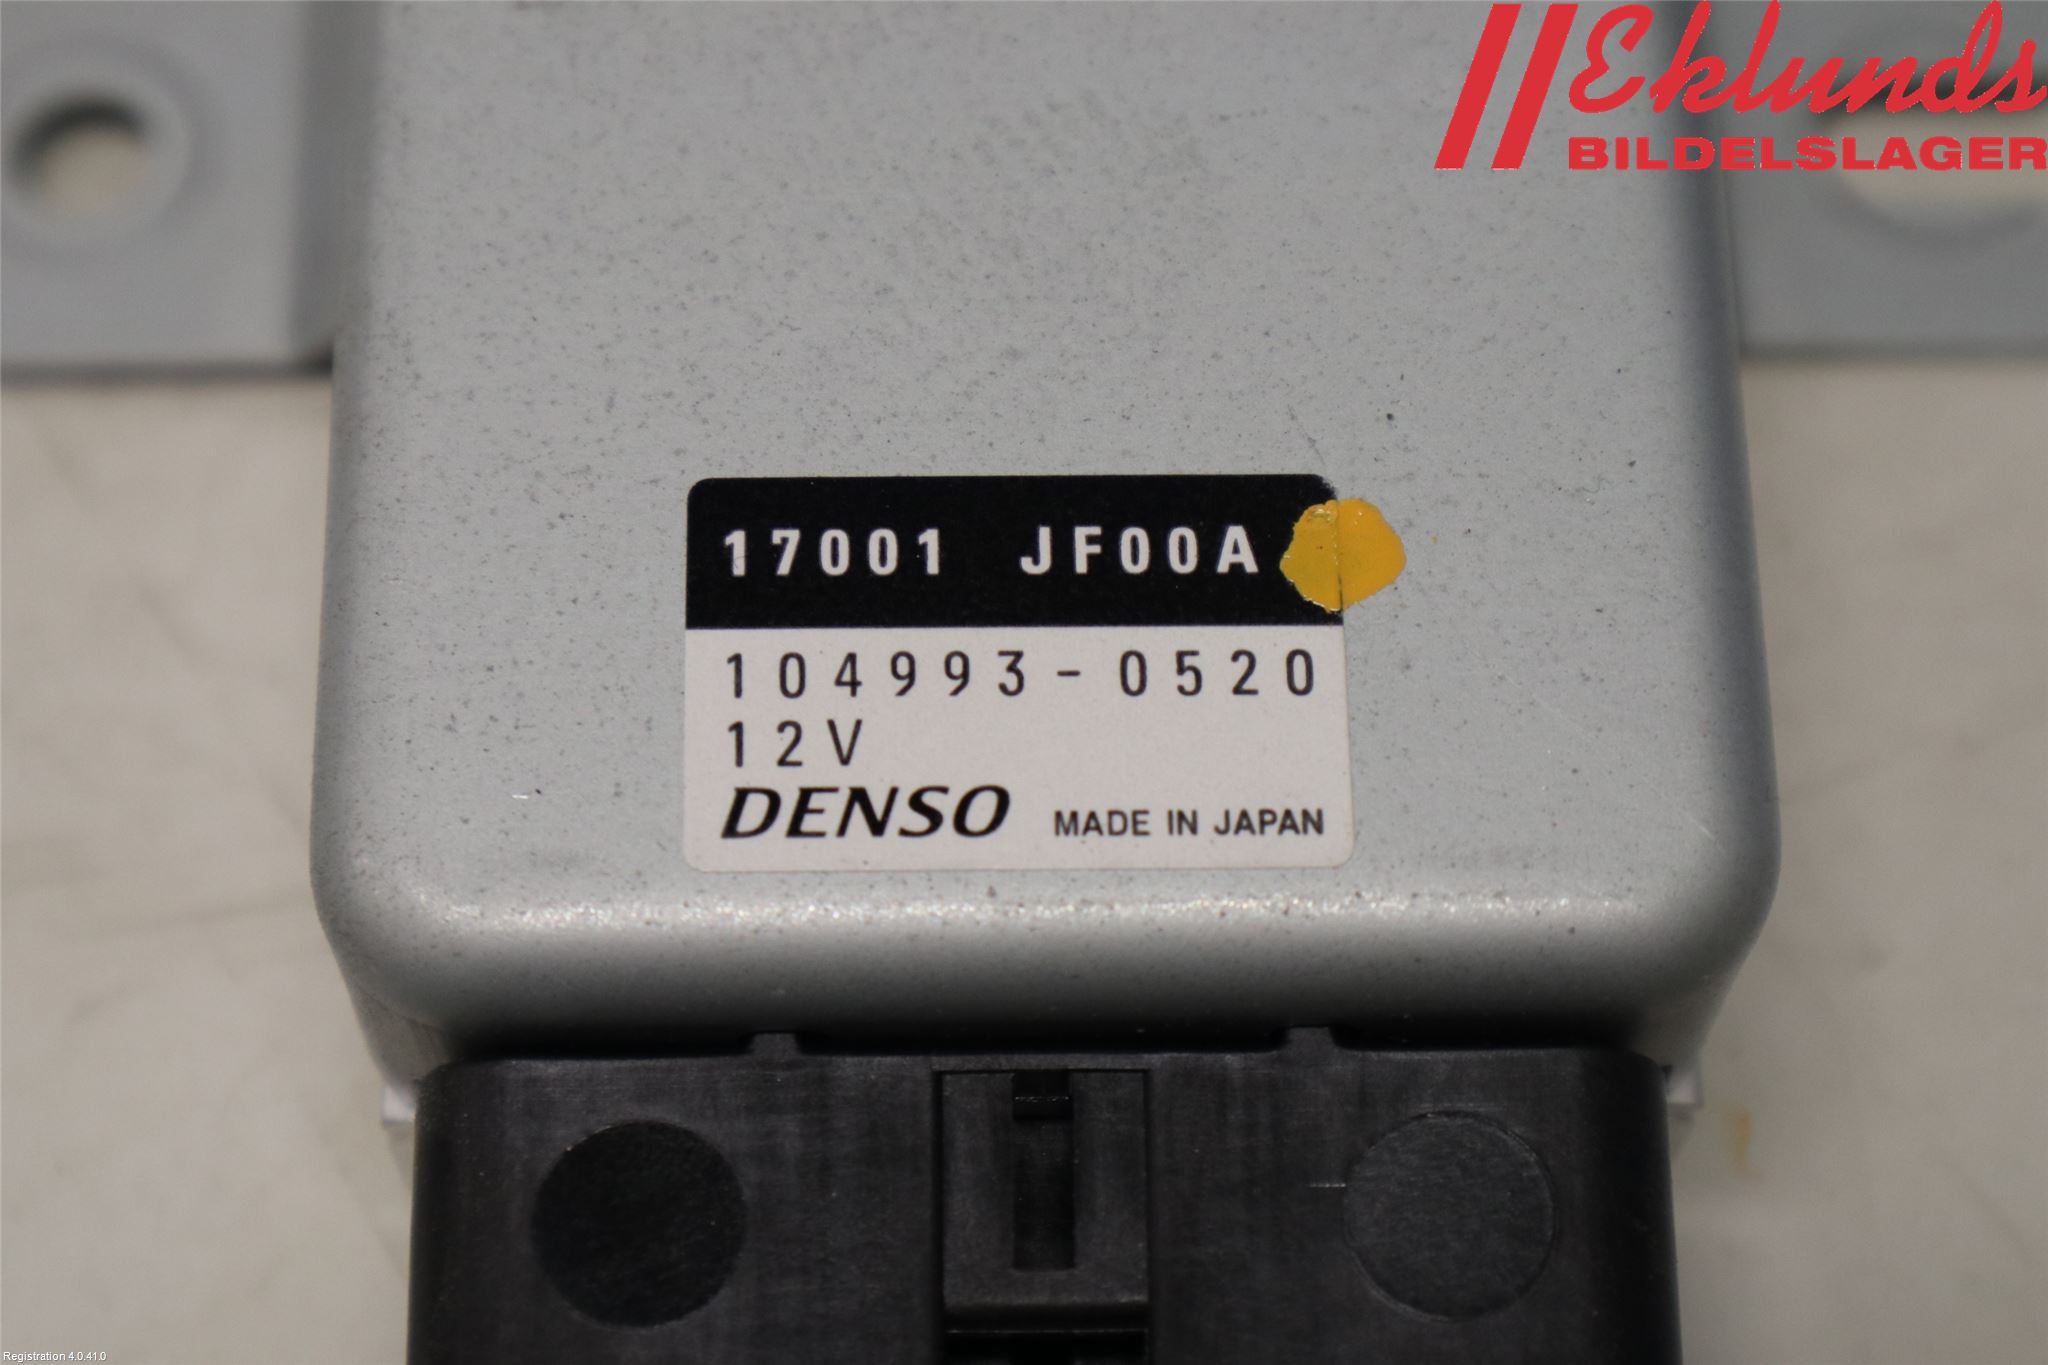 Eklunds
BILDELSLAGER
17001 JF00A
104993-0520
12V
DENSO MADE IN JAPAN
Registration 4.0.41.0